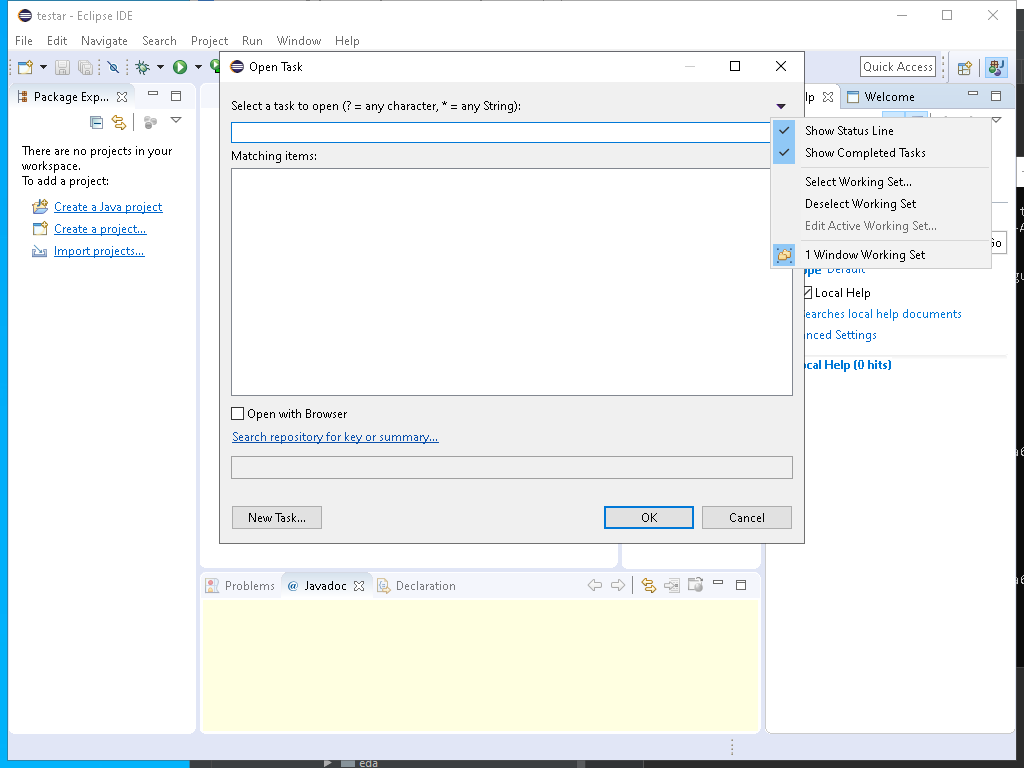 testar - Eclipse IDE
File Edit Navigate Search Project Run Window Help
Quick Access
Package Exp...
There are no projects in your
workspace.
To add a project:
Create a Java project
Create a project...
Import projects...
Open Task
Select a task to open (? = any character, * = any String):
Matching items:
Open with Browser
Search repository for key or summary...
New Task...
OK
Cancel
Welcome
Show Status Line
Show Completed Tasks
Select Working Set...
Deselect Working Set
Edit Active Working Set...
1 Window Working Set
Default
Local Help
earches local help documents
nced Settings
cal Help (0 hits)
Problems
@ Javadoc
Declaration
eda